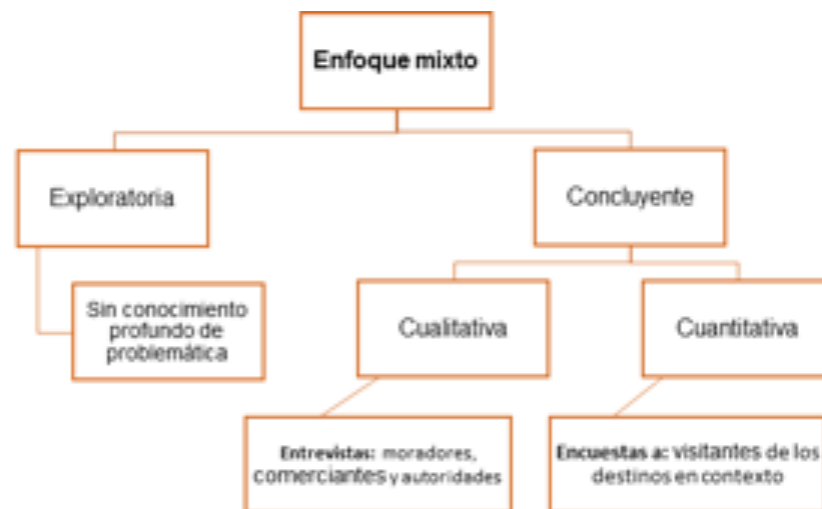 Enfoque mixto
Exploratoria
Concluyente
Sin conocimiento
profundo de
problemática
Cualitativa
Cuantitativa
Entrevistas: moradores,
comerciantes y autoridades
Encuestas a: visitantes de los
destinos en contexto